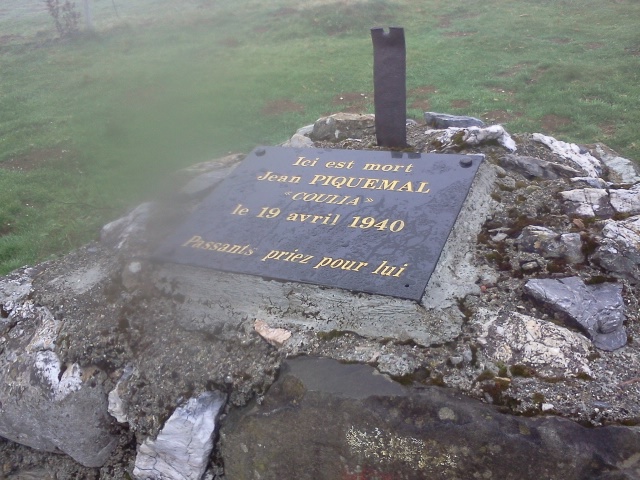 Ici est mort
Jean PIQUEMAL
"COULIA"
le 19 avril 1940
Passants priez pour lui